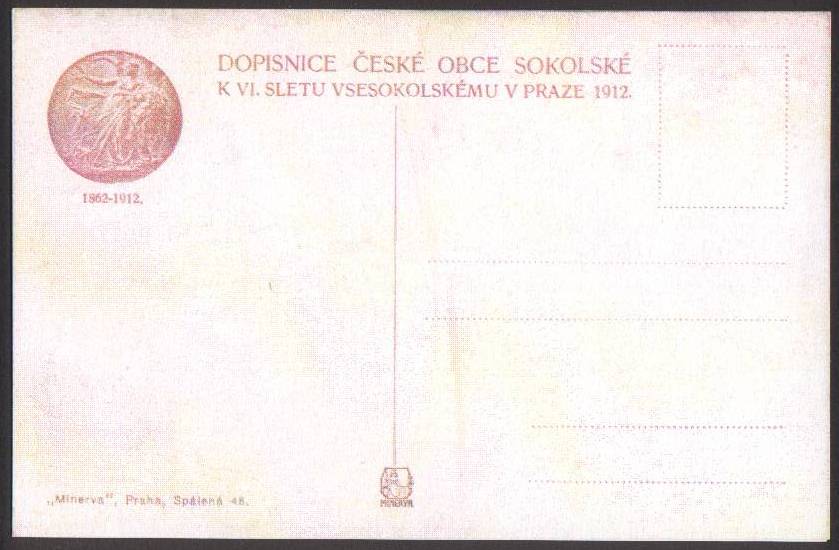 DOPISNICE ČESKÉ OBCE SOKOLSKÉ
K VI. SLETU VSESOKOLSKÉMU V PRAZE 1912.
1862-1912.
MINERVA
„Minerva“, Praha, Spálená 48.